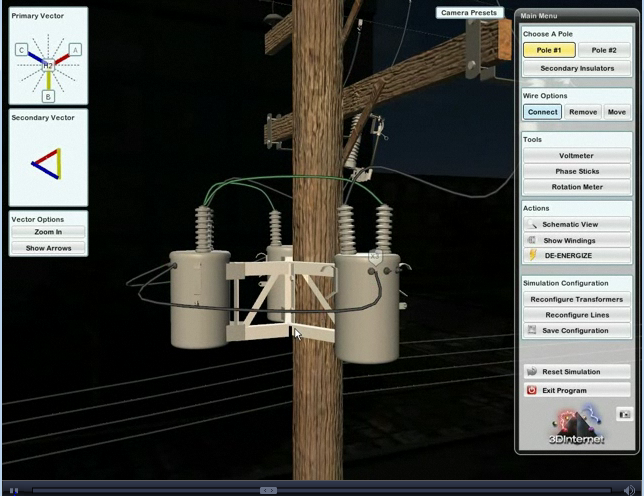 Primary Vector
C
A
H2
B
Secondary Vector
Vector Options
Zoom In
Show Arrows
Camera Presets
Main Menu
Choose A Pole
Pole #1
Pole #2
Secondary Insulators
Wire Options
Connect
Remove
Move
Tools
Voltmeter
Phase Sticks
Rotation Meter
Actions
Schematic View
Show Windings
DE-ENERGIZE
Simulation Configuration
Reconfigure Transformers
Reconfigure Lines
Save Configuration
Reset Simulation
Exit Program
3DInternet